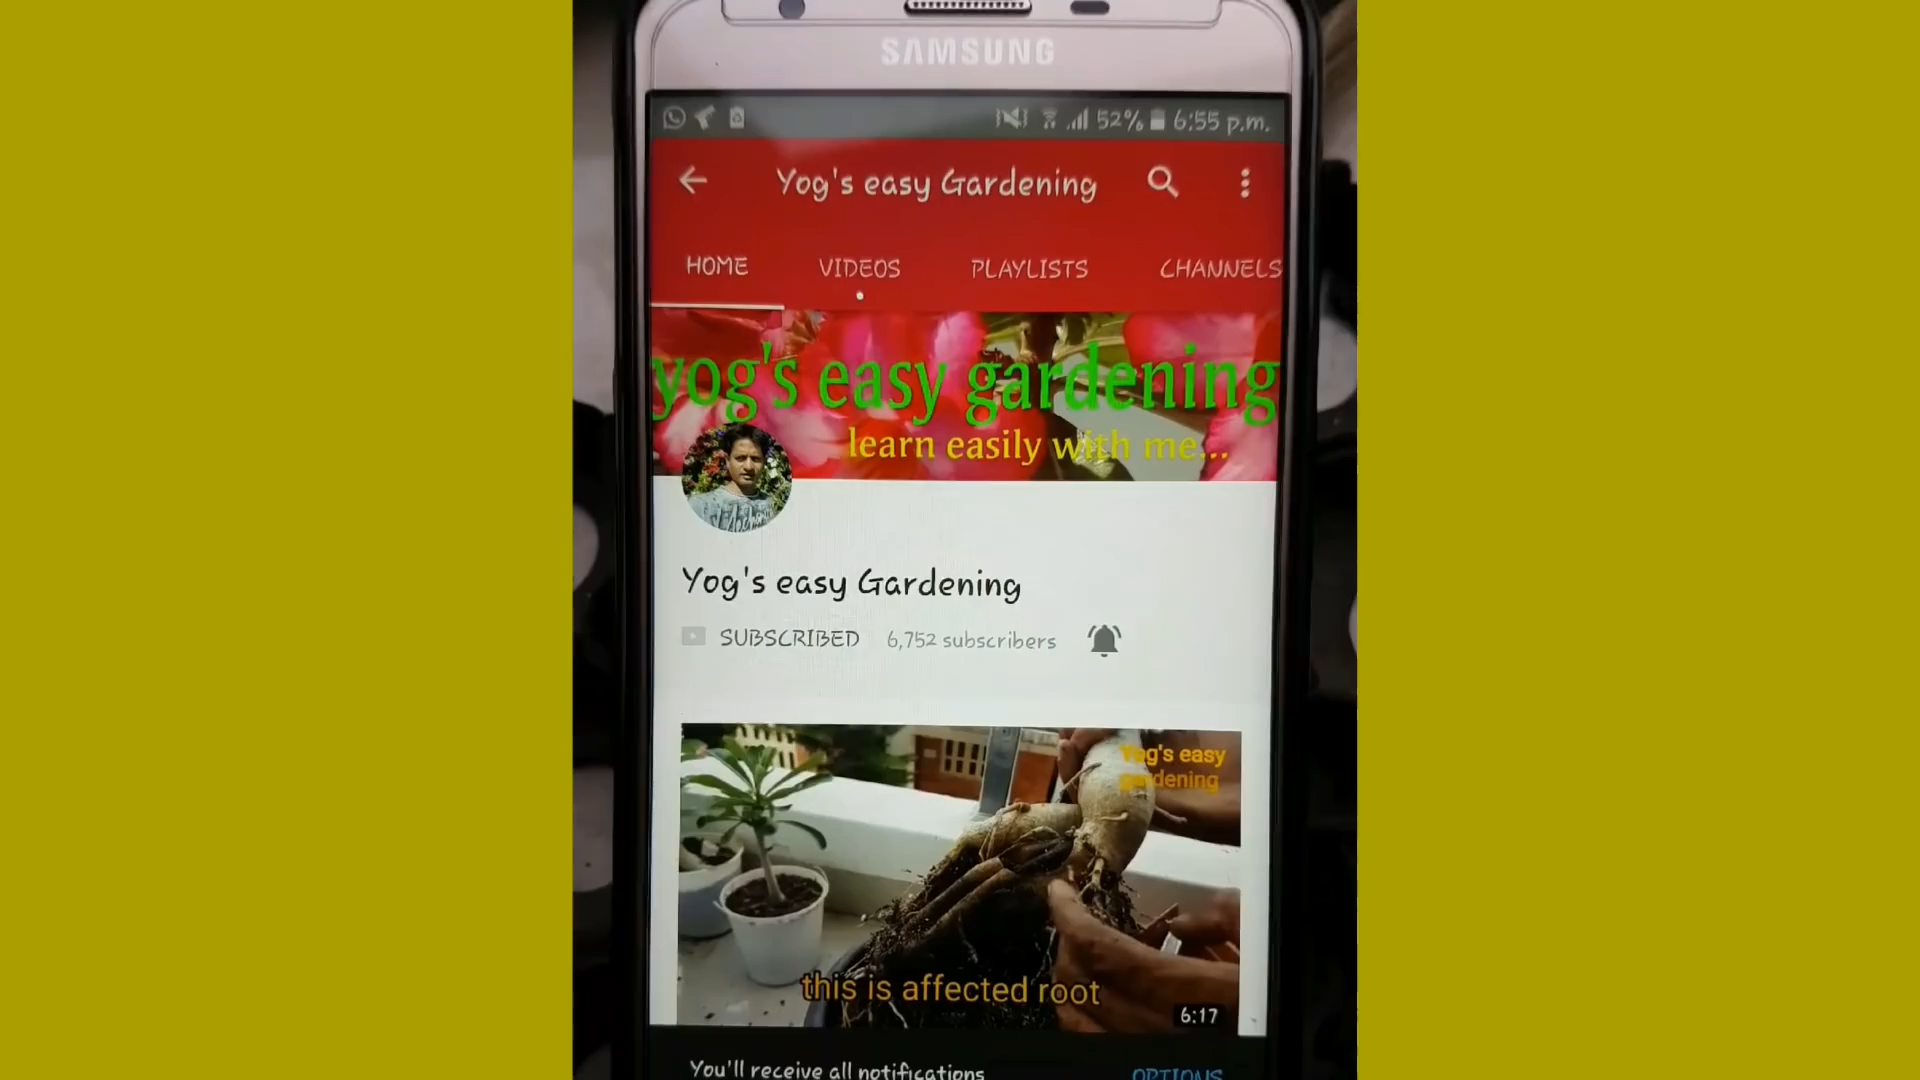 SAMSUNG
52% 6:55 p.m.
Yog's easy Gardening
HOME VIDEOS PLAYLISTS CHANNELS
yog's easy gardening
learn easily with me...
Yog's easy Gardening
SUBSCRIBED 6,752 subscribers
Yog's easy
gardening
this is affected root
6:17
You'll receive all notifications OPTIONS